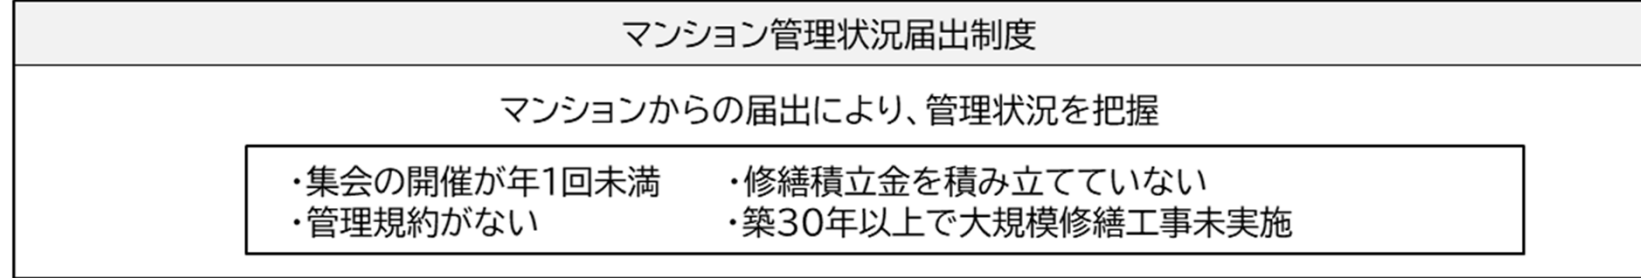 マンション管理状況届出制度
マンションからの届出により、管理状況を把握
・集会の開催が年1回未満　・修繕積立金を積み立てていない
・管理規約がない　・築30年以上で大規模修繕工事未実施